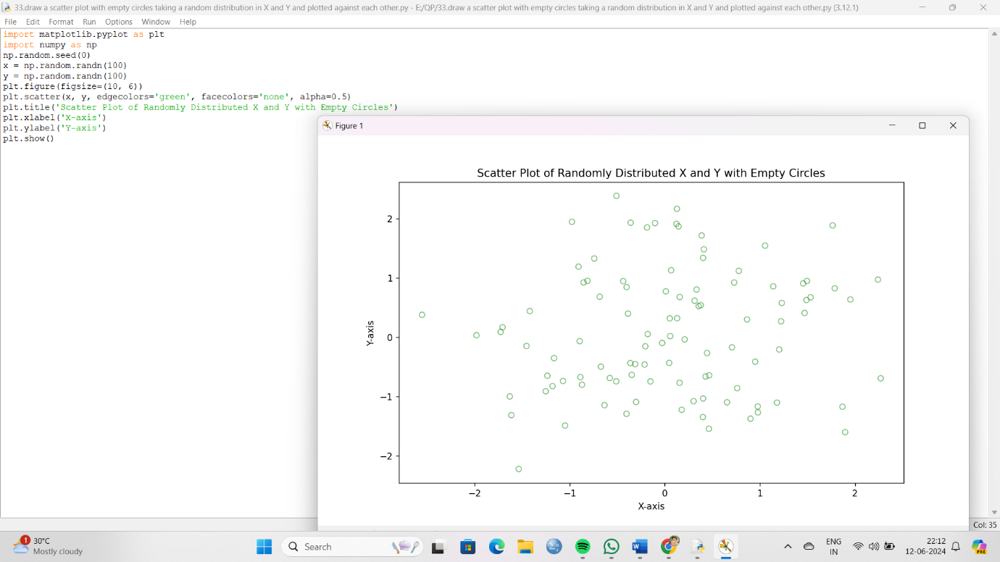 33.draw a scatter plot with empty circles taking a random distribution in X and Y and plotted against each other.py - E:/QP/33.draw a scatter plot with empty circles taking a random distribution in X and Y and plotted against each other.py (3.12.1)
File Edit Format Run Options Window Help
import matplotlib.pyplot as plt
import numpy as np
np.random.seed(0)
x = np.random.randn(100)
y = np.random.randn(100)
plt.figure(figsize=(10, 6))
plt.scatter(x, y, edgecolors='green', facecolors='none', alpha=0.5)
plt.title('Scatter Plot of Randomly Distributed X and Y with Empty Circles')
plt.xlabel('X-axis')
plt.ylabel('Y-axis')
plt.show()
Figure 1
Scatter Plot of Randomly Distributed X and Y with Empty Circles
2
1
0
−1
−2
Y-axis
−2 −1 0 1 2
X-axis
Col: 35
1
30°C
Mostly cloudy
Search
ENG
IN
22:12
12-06-2024
PRE